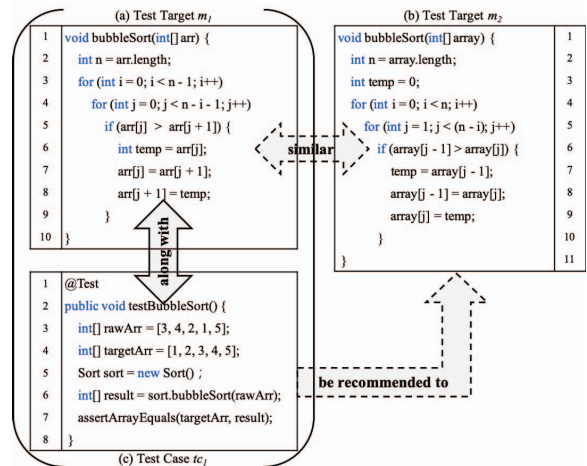 (a) Test Target m₁
1 void bubbleSort(int[] arr) {
2 int n = arr.length;
3 for (int i = 0; i < n - 1; i++)
4 for (int j = 0; j < n - i - 1; j++)
5 if (arr[j] > arr[j + 1]) {
6 int temp = arr[j];
7 arr[j] = arr[j + 1];
8 arr[j + 1] = temp;
9 }
10 }
similar
(b) Test Target m₂
void bubbleSort(int[] array) { 1
int n = array.length; 2
int temp = 0; 3
for (int i = 0; i < n; i++) 4
for (int j = 1; j < (n - i); j++) 5
if (array[j - 1] > array[j]) { 6
temp = array[j - 1]; 7
array[j - 1] = array[j]; 8
array[j] = temp; 9
} 10
} 11
along with
1 @Test
2 public void testBubbleSort() {
3 int[] rawArr = [3, 4, 2, 1, 5];
4 int[] targetArr = [1, 2, 3, 4, 5];
5 Sort sort = new Sort() ;
6 int[] result = sort.bubbleSort(rawArr);
7 assertArrayEquals(targetArr, result);
8 }
be recommended to
(c) Test Case tc₁